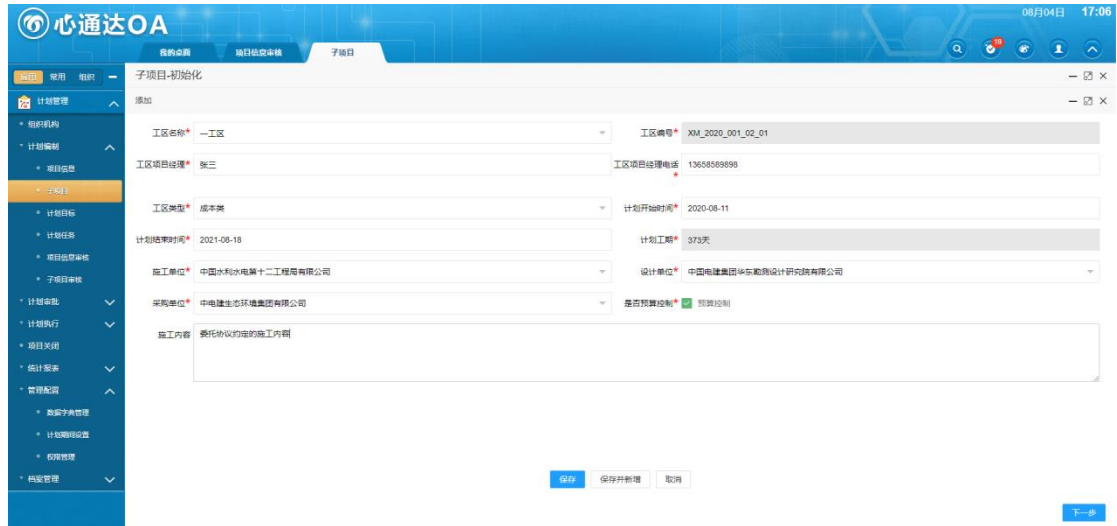 心通达OA
08月04日 17:06
我的桌面 项目信息审核 子项目
19
应用 常用 组织
子项目-初始化
计划管理
添加
组织机构
计划编制
项目信息
子项目
计划目标
计划任务
项目信息审核
子项目审核
计划审批
计划执行
项目关闭
统计报表
管理配置
数据字典管理
计划期间设置
权限管理
档案管理
工区名称* 一工区 工区编号* XM_2020_001_02_01
工区项目经理* 张三 工区项目经理电话* 13658589898
工区类型* 成本类 计划开始时间* 2020-08-11
计划结束时间* 2021-08-18 计划工期* 373天
施工单位* 中国水利水电第十二工程局有限公司 设计单位* 中国电建集团华东勘测设计研究院有限公司
采购单位* 中电建生态环境集团有限公司 是否预算控制* 预算控制
施工内容 委托协议约定的施工内容
保存 保存并新增 取消
下一步